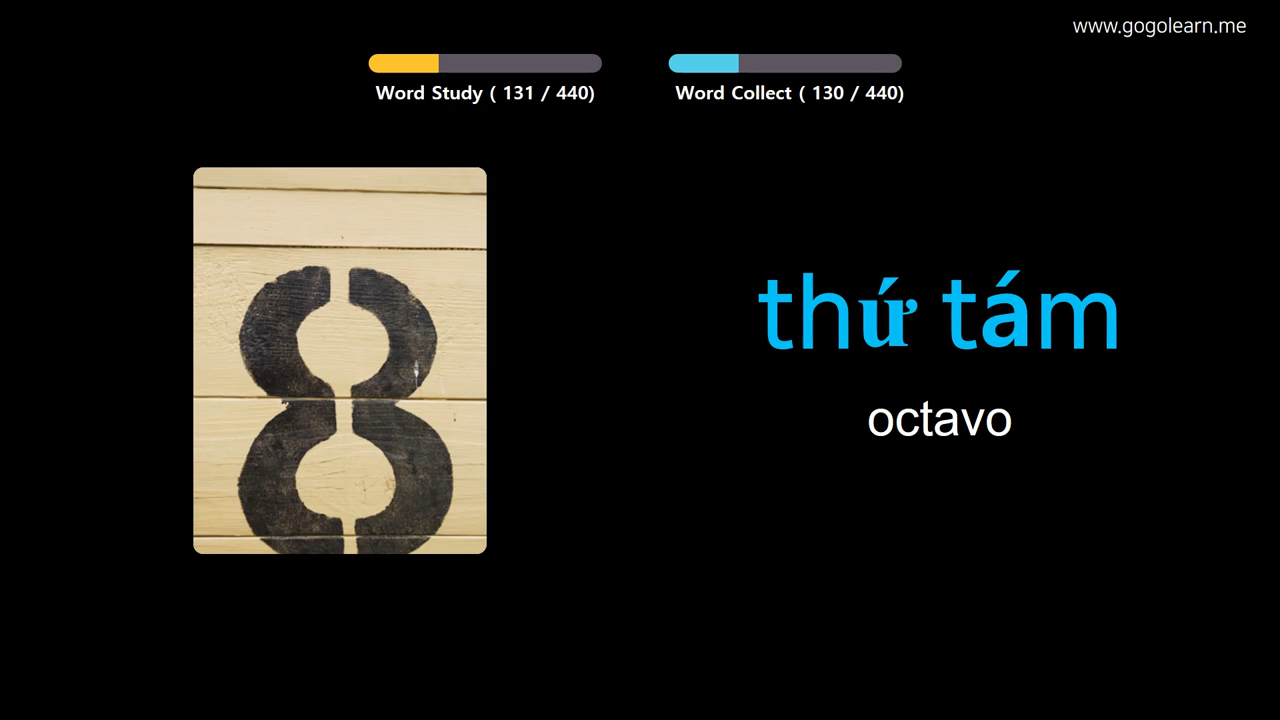 www.gogolearn.me
Word Study ( 131 / 440)
Word Collect ( 130 / 440)
8
thứ tám
octavo